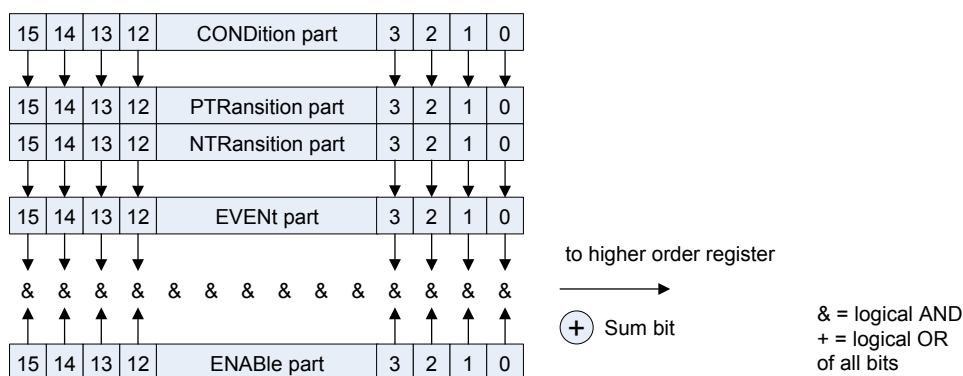 15 14 13 12 CONDition part 3 2 1 0
15 14 13 12 PTRansition part 3 2 1 0
15 14 13 12 NTRansition part 3 2 1 0
15 14 13 12 EVENt part 3 2 1 0
& & & & & & & & & & & & & &
15 14 13 12 ENABle part 3 2 1 0
to higher order register
+ Sum bit
& = logical AND
+ = logical OR
of all bits